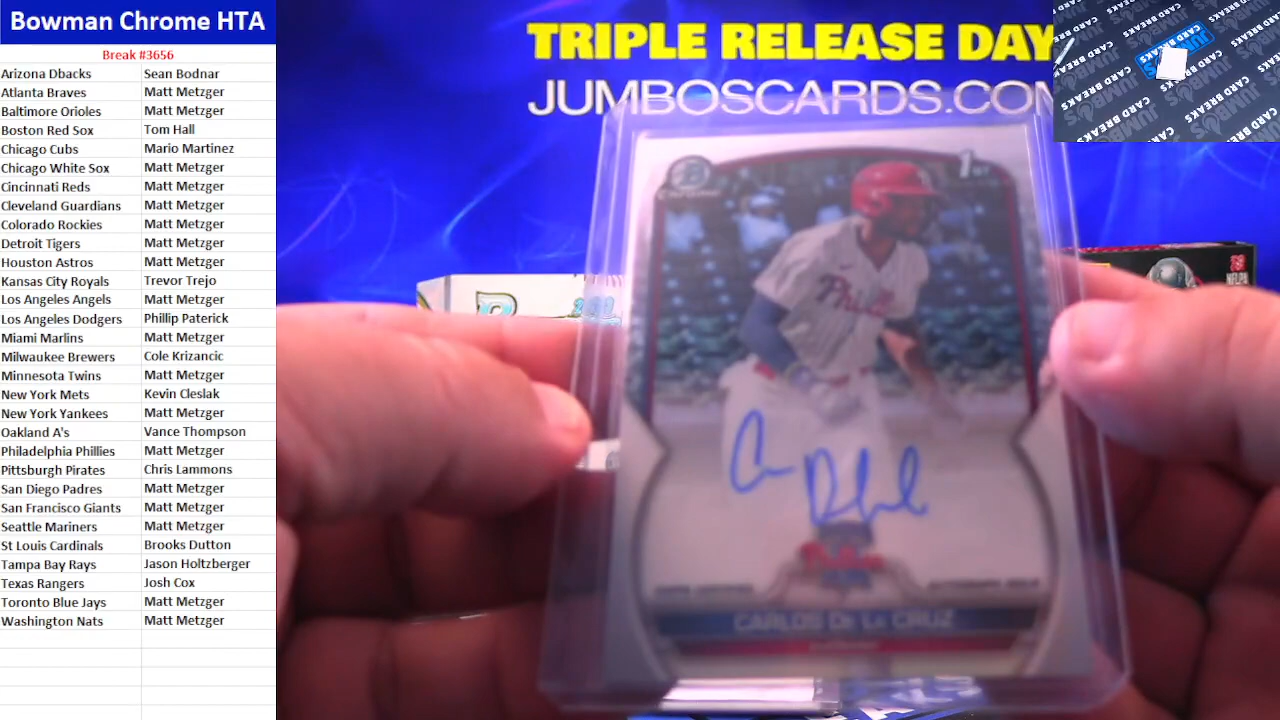 Bowman Chrome HTA
Break #3656
Arizona Dbacks Sean Bodnar
Atlanta Braves Matt Metzger
Baltimore Orioles Matt Metzger
Boston Red Sox Tom Hall
Chicago Cubs Mario Martinez
Chicago White Sox Matt Metzger
Cincinnati Reds Matt Metzger
Cleveland Guardians Matt Metzger
Colorado Rockies Matt Metzger
Detroit Tigers Matt Metzger
Houston Astros Matt Metzger
Kansas City Royals Trevor Trejo
Los Angeles Angels Matt Metzger
Los Angeles Dodgers Phillip Paterick
Miami Marlins Matt Metzger
Milwaukee Brewers Cole Krizancic
Minnesota Twins Matt Metzger
New York Mets Kevin Cleslak
New York Yankees Matt Metzger
Oakland A's Vance Thompson
Philadelphia Phillies Matt Metzger
Pittsburgh Pirates Chris Lammons
San Diego Padres Matt Metzger
San Francisco Giants Matt Metzger
Seattle Mariners Matt Metzger
St Louis Cardinals Brooks Dutton
Tampa Bay Rays Jason Holtzberger
Texas Rangers Josh Cox
Toronto Blue Jays Matt Metzger
Washington Nats Matt Metzger
TRIPLE RELEASE DAY
JUMBOSCARDS.COM
1st
Phillies
CARLOS De La CRUZ
JUMBO'S
CARD BREAKS